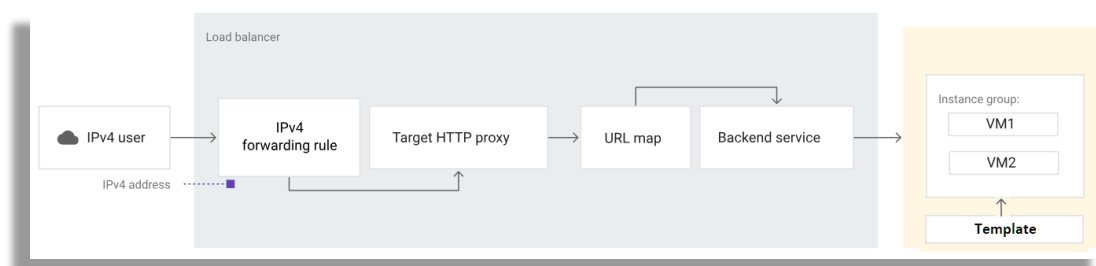 Load balancer
IPv4 user
IPv4
forwarding rule
Target HTTP proxy
URL map
Backend service
Instance group:
VM1
VM2
IPv4 address
Template